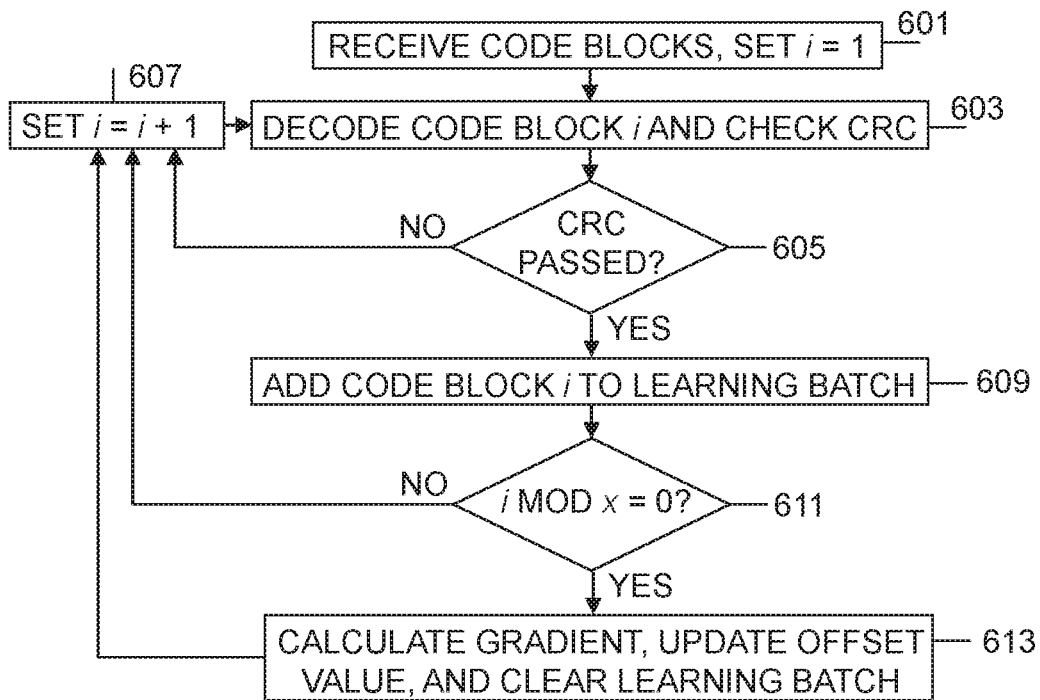 RECEIVE CODE BLOCKS, SET i = 1
601
607
SET i = i + 1
DECODE CODE BLOCK i AND CHECK CRC
603
NO
CRC
PASSED?
605
YES
ADD CODE BLOCK i TO LEARNING BATCH
609
NO
i MOD x = 0?
611
YES
CALCULATE GRADIENT, UPDATE OFFSET
VALUE, AND CLEAR LEARNING BATCH
613